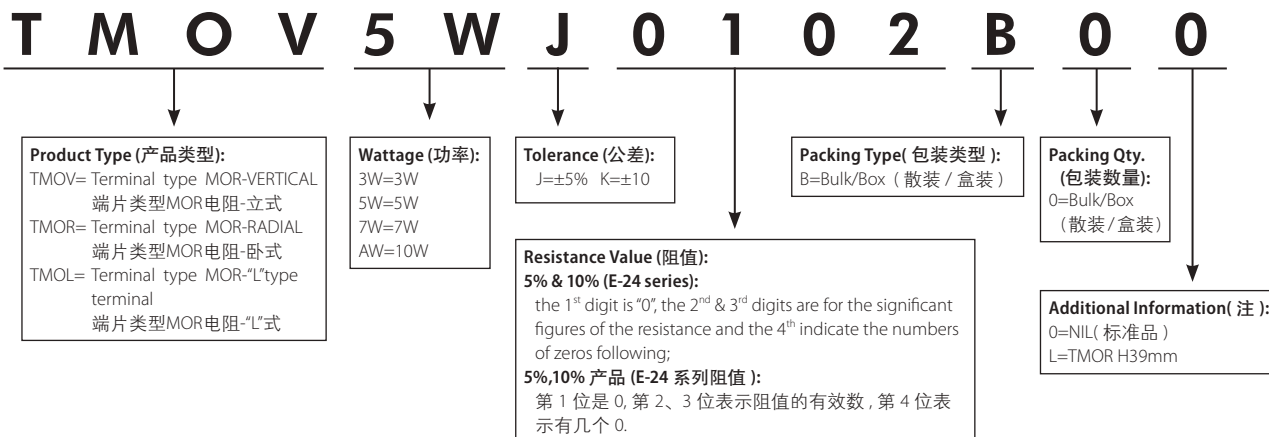 T M O V 5 W J 0 1 0 2 B 0 0
Product Type (产品类型):
TMOV= Terminal type MOR-VERTICAL
端片类型MOR电阻-立式
TMOR= Terminal type MOR-RADIAL
端片类型MOR电阻-卧式
TMOL= Terminal type MOR-“L”type
terminal
端片类型MOR电阻-“L”式
Wattage (功率):
3W=3W
5W=5W
7W=7W
AW=10W
Tolerance (公差):
J=±5% K=±10
Resistance Value (阻值):
5% & 10% (E-24 series):
the 1st digit is “0”, the 2nd & 3rd digits are for the significant
figures of the resistance and the 4th indicate the numbers
of zeros following;
5%,10% 产品 (E-24 系列阻值 ):
第 1 位是 0, 第 2、3 位表示阻值的有效数 , 第 4 位表
示有几个 0.
Packing Type( 包装类型 ):
B=Bulk/Box ( 散装 / 盒装 )
Packing Qty.
(包装数量):
0=Bulk/Box
(散装/盒装)
Additional Information( 注 ):
0=NIL( 标准品 )
L=TMOR H39mm